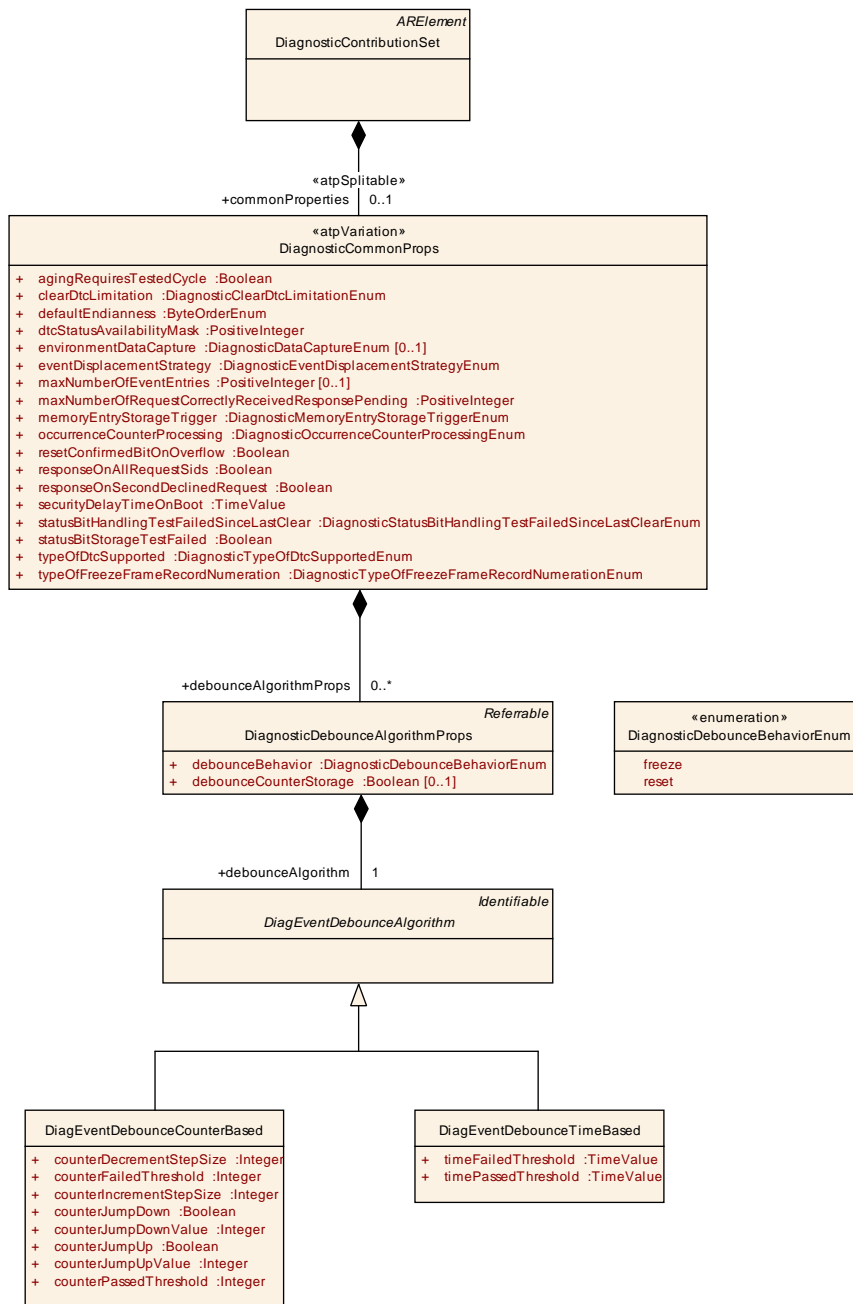 ARElement
DiagnosticContributionSet
«atpSplitable»
+commonProperties 0..1
«atpVariation»
DiagnosticCommonProps
+ agingRequiresTestedCycle :Boolean
+ clearDtcLimitation :DiagnosticClearDtcLimitationEnum
+ defaultEndianness :ByteOrderEnum
+ dtcStatusAvailabilityMask :PositiveInteger
+ environmentDataCapture :DiagnosticDataCaptureEnum [0..1]
+ eventDisplacementStrategy :DiagnosticEventDisplacementStrategyEnum
+ maxNumberOfEventEntries :PositiveInteger [0..1]
+ maxNumberOfRequestCorrectlyReceivedResponsePending :PositiveInteger
+ memoryEntryStorageTrigger :DiagnosticMemoryEntryStorageTriggerEnum
+ occurrenceCounterProcessing :DiagnosticOccurrenceCounterProcessingEnum
+ resetConfirmedBitOnOverflow :Boolean
+ responseOnAllRequestSids :Boolean
+ responseOnSecondDeclinedRequest :Boolean
+ securityDelayTimeOnBoot :TimeValue
+ statusBitHandlingTestFailedSinceLastClear :DiagnosticStatusBitHandlingTestFailedSinceLastClearEnum
+ statusBitStorageTestFailed :Boolean
+ typeOfDtcSupported :DiagnosticTypeOfDtcSupportedEnum
+ typeOfFreezeFrameRecordNumeration :DiagnosticTypeOfFreezeFrameRecordNumerationEnum
+debounceAlgorithmProps 0..*
Referrable
DiagnosticDebounceAlgorithmProps
+ debounceBehavior :DiagnosticDebounceBehaviorEnum
+ debounceCounterStorage :Boolean [0..1]
«enumeration»
DiagnosticDebounceBehaviorEnum
freeze
reset
+debounceAlgorithm 1
Identifiable
DiagEventDebounceAlgorithm
DiagEventDebounceCounterBased
+ counterDecrementStepSize :Integer
+ counterFailedThreshold :Integer
+ counterIncrementStepSize :Integer
+ counterJumpDown :Boolean
+ counterJumpDownValue :Integer
+ counterJumpUp :Boolean
+ counterJumpUpValue :Integer
+ counterPassedThreshold :Integer
DiagEventDebounceTimeBased
+ timeFailedThreshold :TimeValue
+ timePassedThreshold :TimeValue